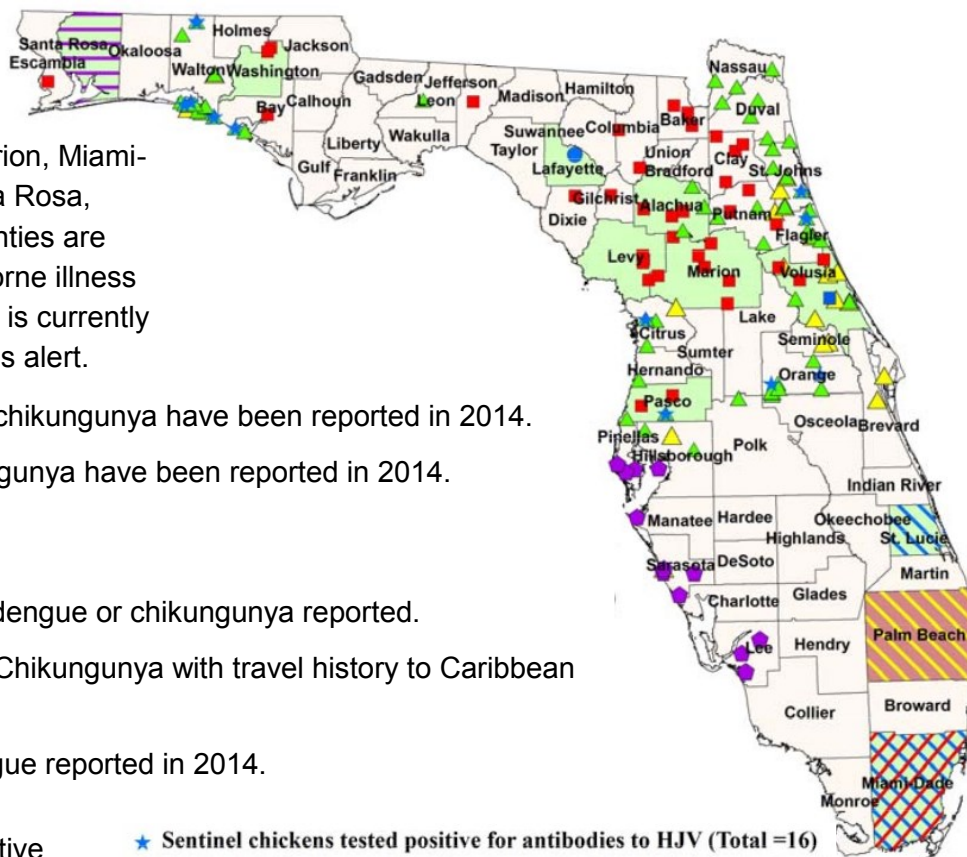 Holmes
Jackson
Santa Rosa
Okaloosa
Escambia
Walton
Washington
Gadsden
Jefferson
Nassau
Bay
Calhoun
Leon
Madison
Hamilton
Duval
Liberty
Wakulla
Suwannee
Columbia
Baker
Taylor
Union
Clay
Lafayette
Bradford
St. Johns
Gulf
Franklin
Gilchrist
Alachua
Dixie
Putnam
Flagler
Levy
Marion
Volusia
Lake
Citrus
Seminole
Sumter
Hernando
Orange
Pasco
Osceola
Brevard
Pinellas
Polk
Hillsborough
Indian River
Manatee
Hardee
Okeechobee
Highlands
St. Lucie
Sarasota
DeSoto
Martin
Charlotte
Glades
Palm Beach
Lee
Hendry
Broward
Collier
Miami-Dade
Monroe
rion, Miami-
a Rosa,
nties are
orne illness
is currently
s alert.
chikungunya have been reported in 2014.
ngunya have been reported in 2014.
dengue or chikungunya reported.
Chikungunya with travel history to Caribbean
gue reported in 2014.
tive
Sentinel chickens tested positive for antibodies to HJV (Total =16)